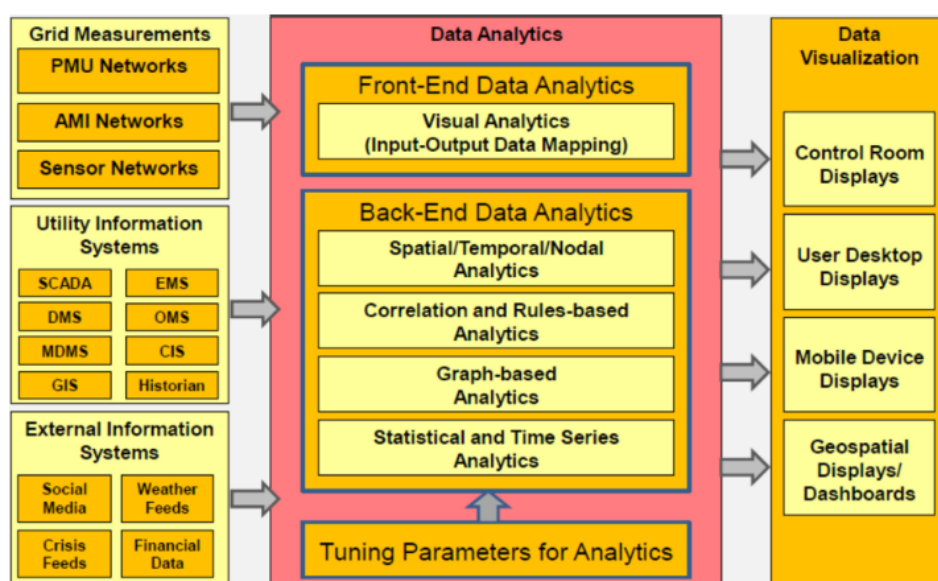 Grid Measurements
PMU Networks
AMI Networks
Sensor Networks
Utility Information
Systems
SCADA
EMS
DMS
OMS
MDMS
CIS
GIS
Historian
External Information
Systems
Social
Media
Weather
Feeds
Crisis
Feeds
Financial
Data
Data Analytics
Front-End Data Analytics
Visual Analytics
(Input-Output Data Mapping)
Back-End Data Analytics
Spatial/Temporal/Nodal
Analytics
Correlation and Rules-based
Analytics
Graph-based
Analytics
Statistical and Time Series
Analytics
Tuning Parameters for Analytics
Data
Visualization
Control Room
Displays
User Desktop
Displays
Mobile Device
Displays
Geospatial
Displays/
Dashboards